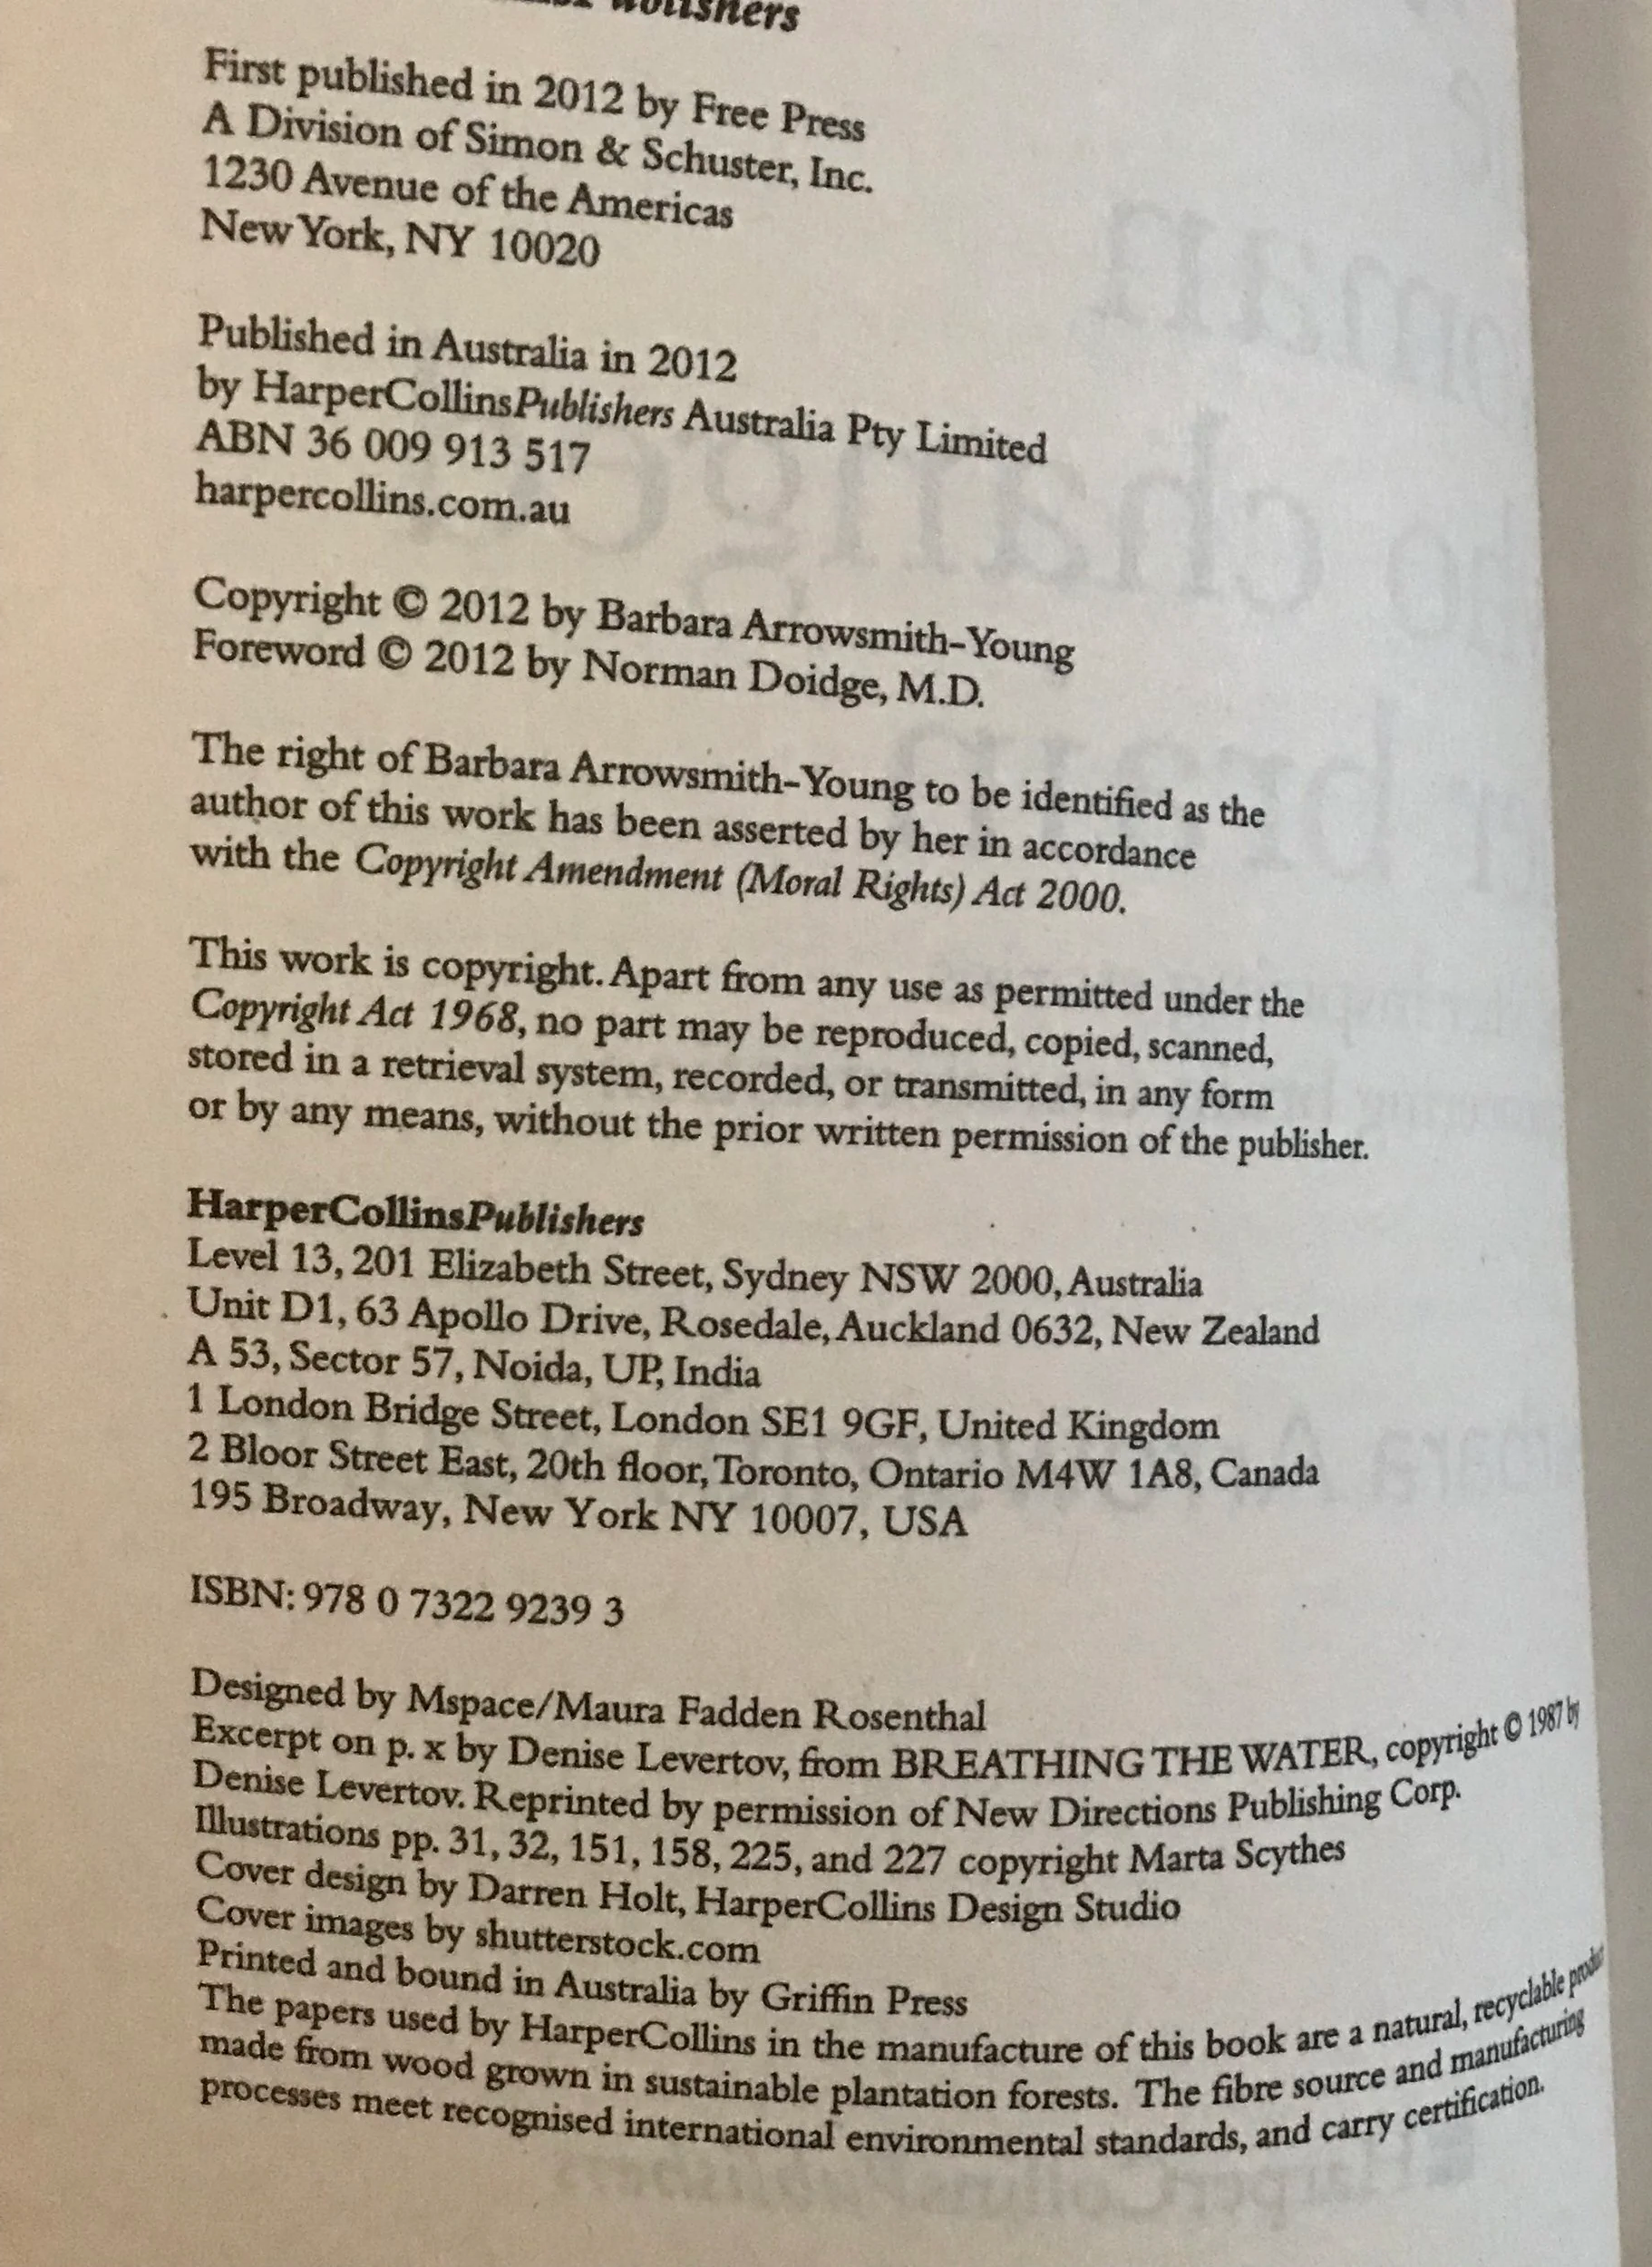 Publishers
First published in 2012 by Free Press
A Division of Simon & Schuster, Inc.
1230 Avenue of the Americas
New York, NY 10020
Published in Australia in 2012
by HarperCollinsPublishers Australia Pty Limited
ABN 36 009 913 517
harpercollins.com.au
Copyright © 2012 by Barbara Arrowsmith-Young
Foreword © 2012 by Norman Doidge, M.D.
The right of Barbara Arrowsmith-Young to be identified as the
author of this work has been asserted by her in accordance
with the Copyright Amendment (Moral Rights) Act 2000.
This work is copyright. Apart from any use as permitted under the
Copyright Act 1968, no part may be reproduced, copied, scanned,
stored in a retrieval system, recorded, or transmitted, in any form
or by any means, without the prior written permission of the publisher.
HarperCollinsPublishers
Level 13, 201 Elizabeth Street, Sydney NSW 2000, Australia
Unit D1, 63 Apollo Drive, Rosedale, Auckland 0632, New Zealand
A 53, Sector 57, Noida, UP, India
1 London Bridge Street, London SE1 9GF, United Kingdom
2 Bloor Street East, 20th floor, Toronto, Ontario M4W 1A8, Canada
195 Broadway, New York NY 10007, USA
ISBN: 978 0 7322 9239 3
Designed by Mspace/Maura Fadden Rosenthal
Excerpt on p. x by Denise Levertov, from BREATHING THE WATER, copyright © 1987 by
Denise Levertov. Reprinted by permission of New Directions Publishing Corp.
Illustrations pp. 31, 32, 151, 158, 225, and 227 copyright Marta Scythes
Cover design by Darren Holt, HarperCollins Design Studio
Cover images by shutterstock.com
Printed and bound in Australia by Griffin Press
The papers used by HarperCollins in the manufacture of this book are a natural, recyclable product
made from wood grown in sustainable plantation forests. The fibre source and manufacturing
processes meet recognised international environmental standards, and carry certification.